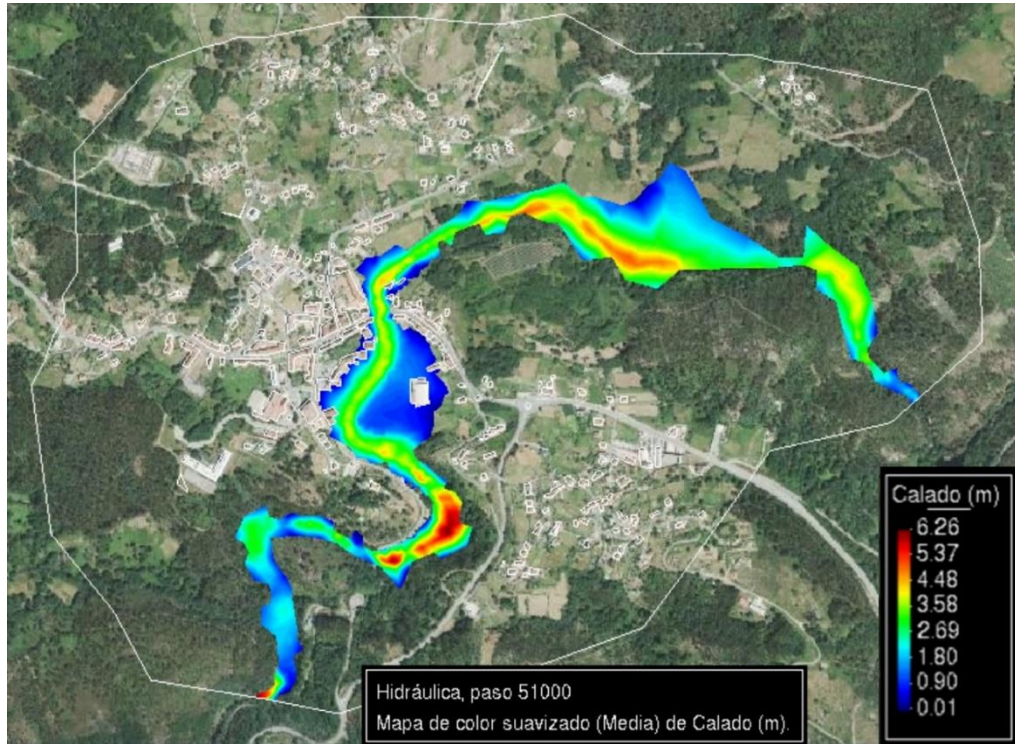 Calado (m)
6.26
5.37
4.48
3.58
2.69
1.80
0.90
0.01
Hidráulica, paso 51000
Mapa de color suavizado (Media) de Calado (m).